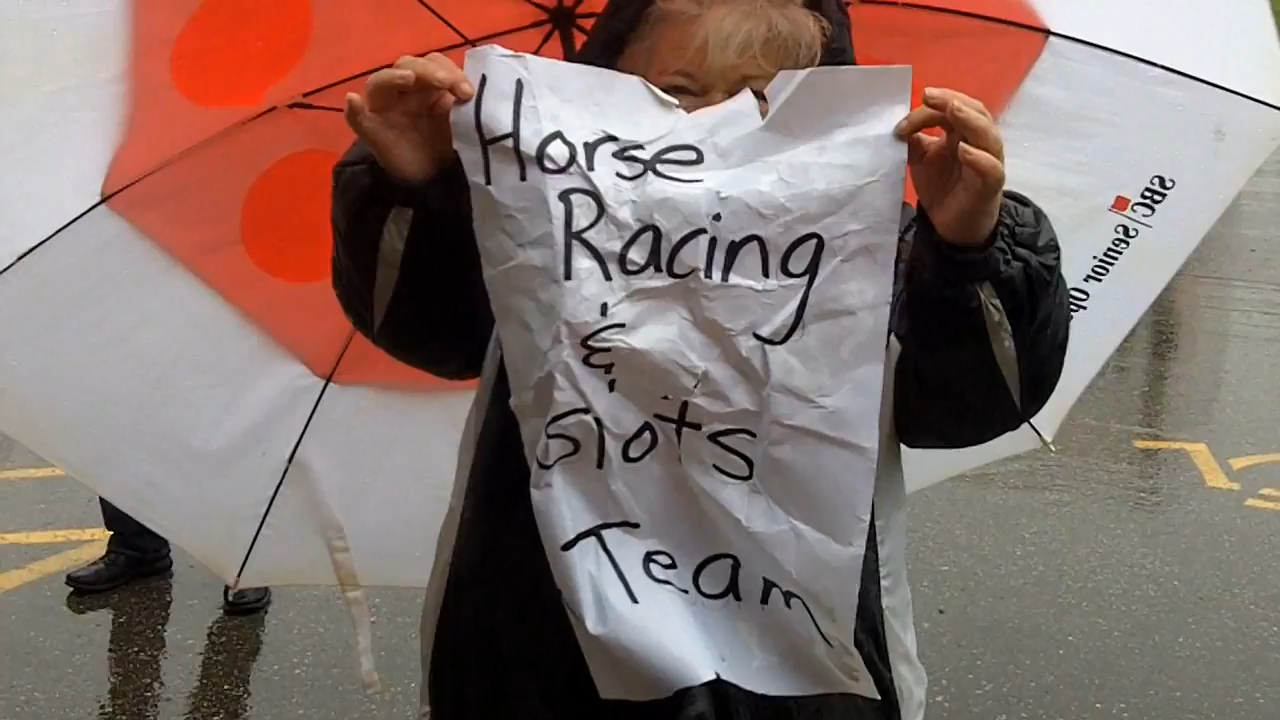 Horse
Racing
&
Slots
Team
SBC
Senior